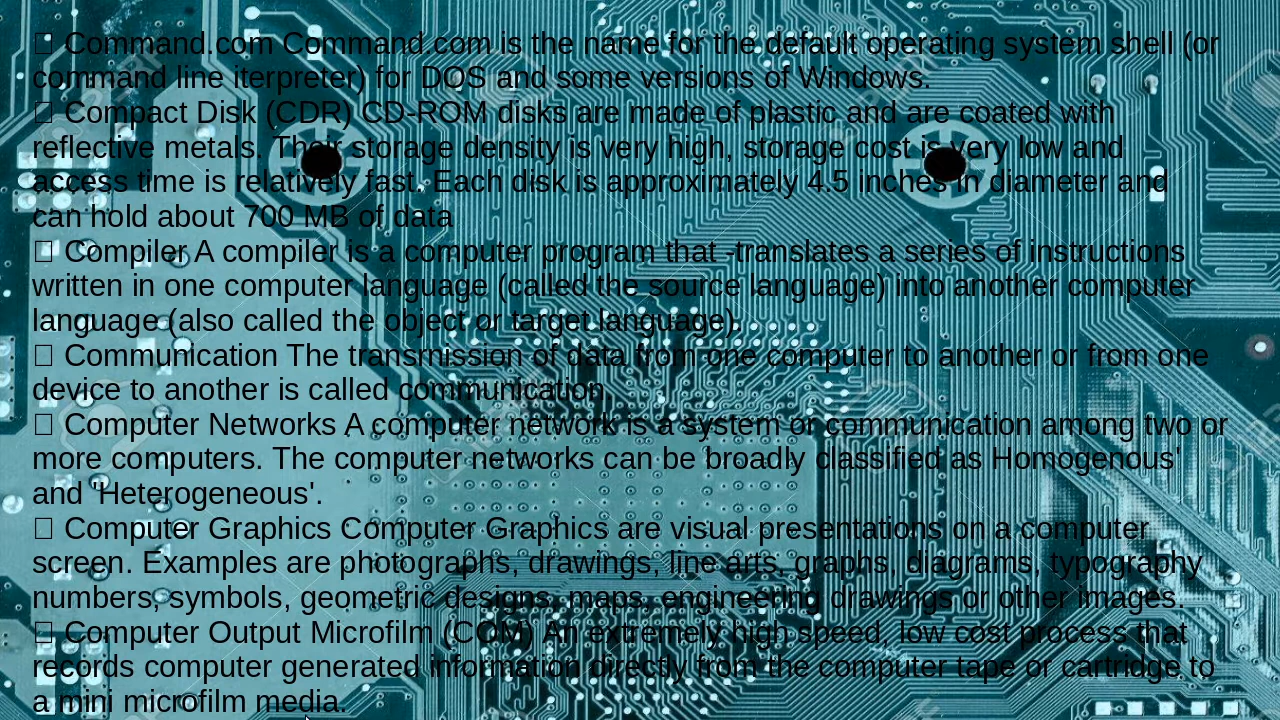 □ Command.com Command.com is the name for the default operating system shell (or
command line iterpreter) for DOS and some versions of Windows.
□ Compact Disk (CDR) CD-ROM disks are made of plastic and are coated with
reflective metals. Their storage density is very high, storage cost is very low and
access time is relatively fast. Each disk is approximately 4.5 inches in diameter and
can hold about 700 MB of data
□ Compiler A compiler is a computer program that -translates a series of instructions
written in one computer language (called the source language) into another computer
language (also called the object or target language).
□ Communication The transmission of data from one computer to another or from one
device to another is called communication.
□ Computer Networks A computer network is a system or communication among two or
more computers. The computer networks can be broadly classified as Homogenous'
and 'Heterogeneous'.
□ Computer Graphics Computer Graphics are visual presentations on a computer
screen. Examples are photographs, drawings, line arts, graphs, diagrams, typography
numbers, symbols, geometric designs, maps, engineering drawings or other images.
□ Computer Output Microfilm (COM) An extremely high speed, low cost process that
records computer generated information directly from the computer tape or cartridge to
a mini microfilm media.